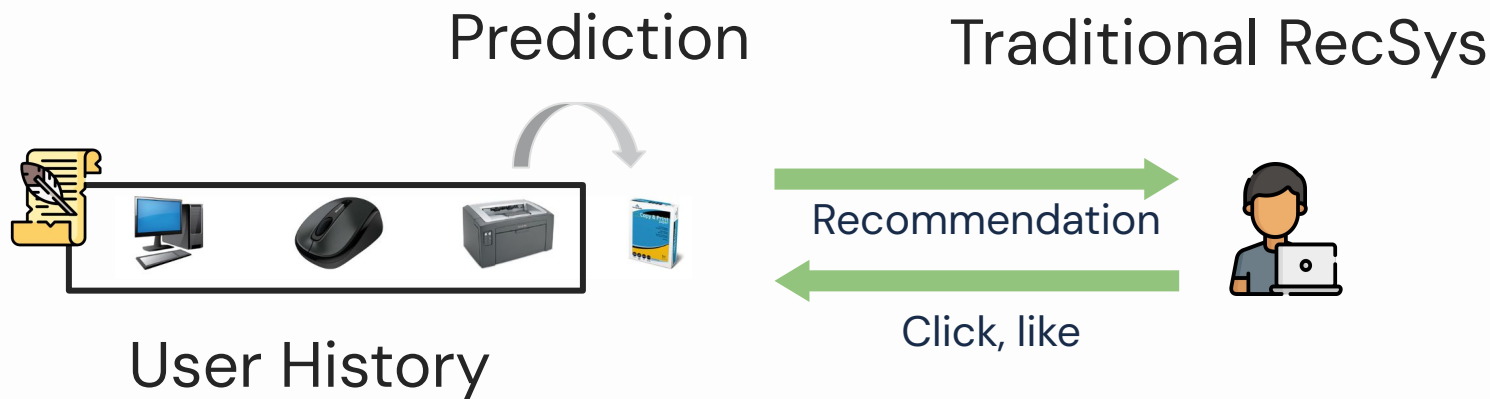 Prediction
Traditional RecSys
Recommendation
Click, like
User History